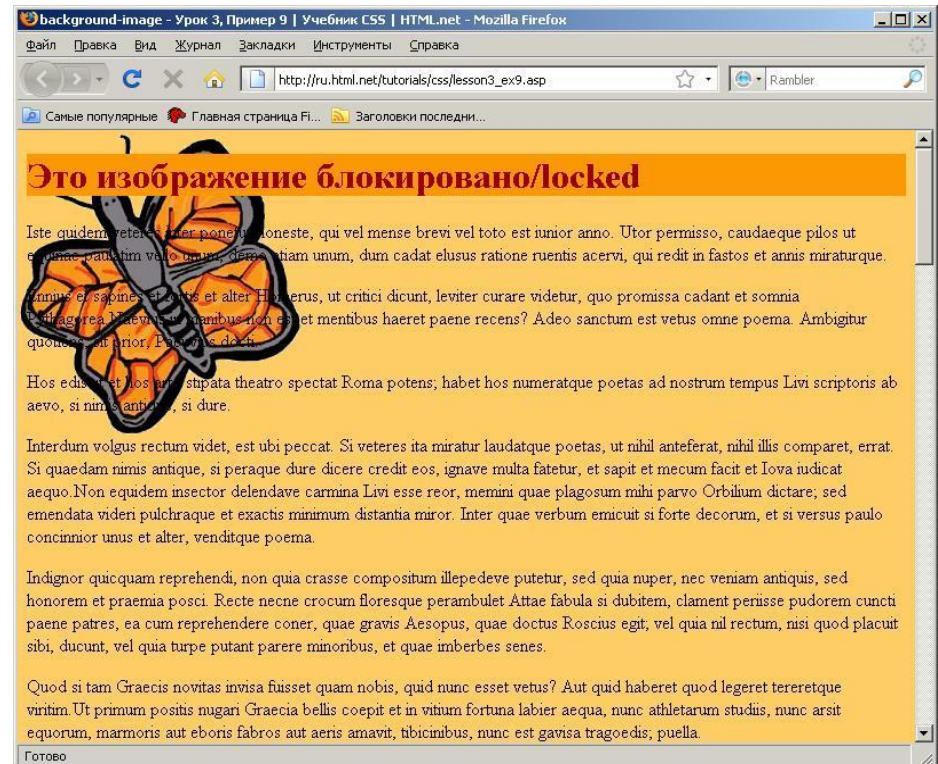 background-image - Урок 3, Пример 9 | Учебник CSS | HTML.net - Mozilla Firefox
Файл Правка Вид Журнал Закладки Инструменты Справка
http://ru.html.net/tutorials/css/lesson3_ex9.asp Rambler
Самые популярные Главная страница Fi... Заголовки последни...
Это изображение блокировано/locked
Iste quidem veteres inter ponetur honeste, qui vel mense brevi vel toto est iunior anno. Utor permisso, caudaeque pilos ut
equinae paulatim vello unum, demo etiam unum, dum cadat elusus ratione ruentis acervi, qui redit in fastos et annis miraturque.
Ennius et sapines et fortis et alter Homerus, ut critici dicunt, leviter curare videtur, quo promissa cadant et somnia
Pythagorea. Naevius in manibus non est et mentibus haeret paene recens? Adeo sanctum est vetus omne poema. Ambigitur
quotiens, sit prior, Pacuvius docti.
Hos ediscit et hos arto stipata theatro spectat Roma potens; habet hos numeratque poetas ad nostrum tempus Livi scriptoris ab
aevo, si nimis antique, si dure.
Interdum volgus rectum videt, est ubi peccat. Si veteres ita miratur laudatque poetas, ut nihil anteferat, nihil illis comparet, errat.
Si quaedam nimis antique, si peraque dure dicere credit eos, ignave multa fatetur, et sapit et mecum facit et Iova iudicat
aequo.Non equidem insector delendave carmina Livi esse reor, memini quae plagosum mihi parvo Orbilium dictare; sed
emendata videri pulchraque et exactis minimum distantia miror. Inter quae verbum emicuit si forte decorum, et si versus paulo
concinnior unus et alter, venditque poema.
Indignor quicquam reprehendi, non quia crasse compositum illepedeve putetur, sed quia nuper, nec veniam antiquis, sed
honorem et praemia posci. Recte necne crocum floresque perambulet Attae fabula si dubitem, clament periisse pudorem cuncti
paene patres, ea cum reprehendere coner, quae gravis Aesopus, quae doctus Roscius egit; vel quia nil rectum, nisi quod placuit
sibi, ducunt, vel quia turpe putant parere minoribus, et quae imberbes senes.
Quod si tam Graecis novitas invisa fuisset quam nobis, quid nunc esset vetus? Aut quid haberet quod legeret tereretque
viritim.Ut primum positis nugari Graecia bellis coepit et in vitium fortuna labier aequa, nunc athletarum studiis, nunc arsit
equorum, marmoris aut eboris fabros aut aeris amavit, tibicinibus, nunc est gavisa tragoedis; puella.
Готово